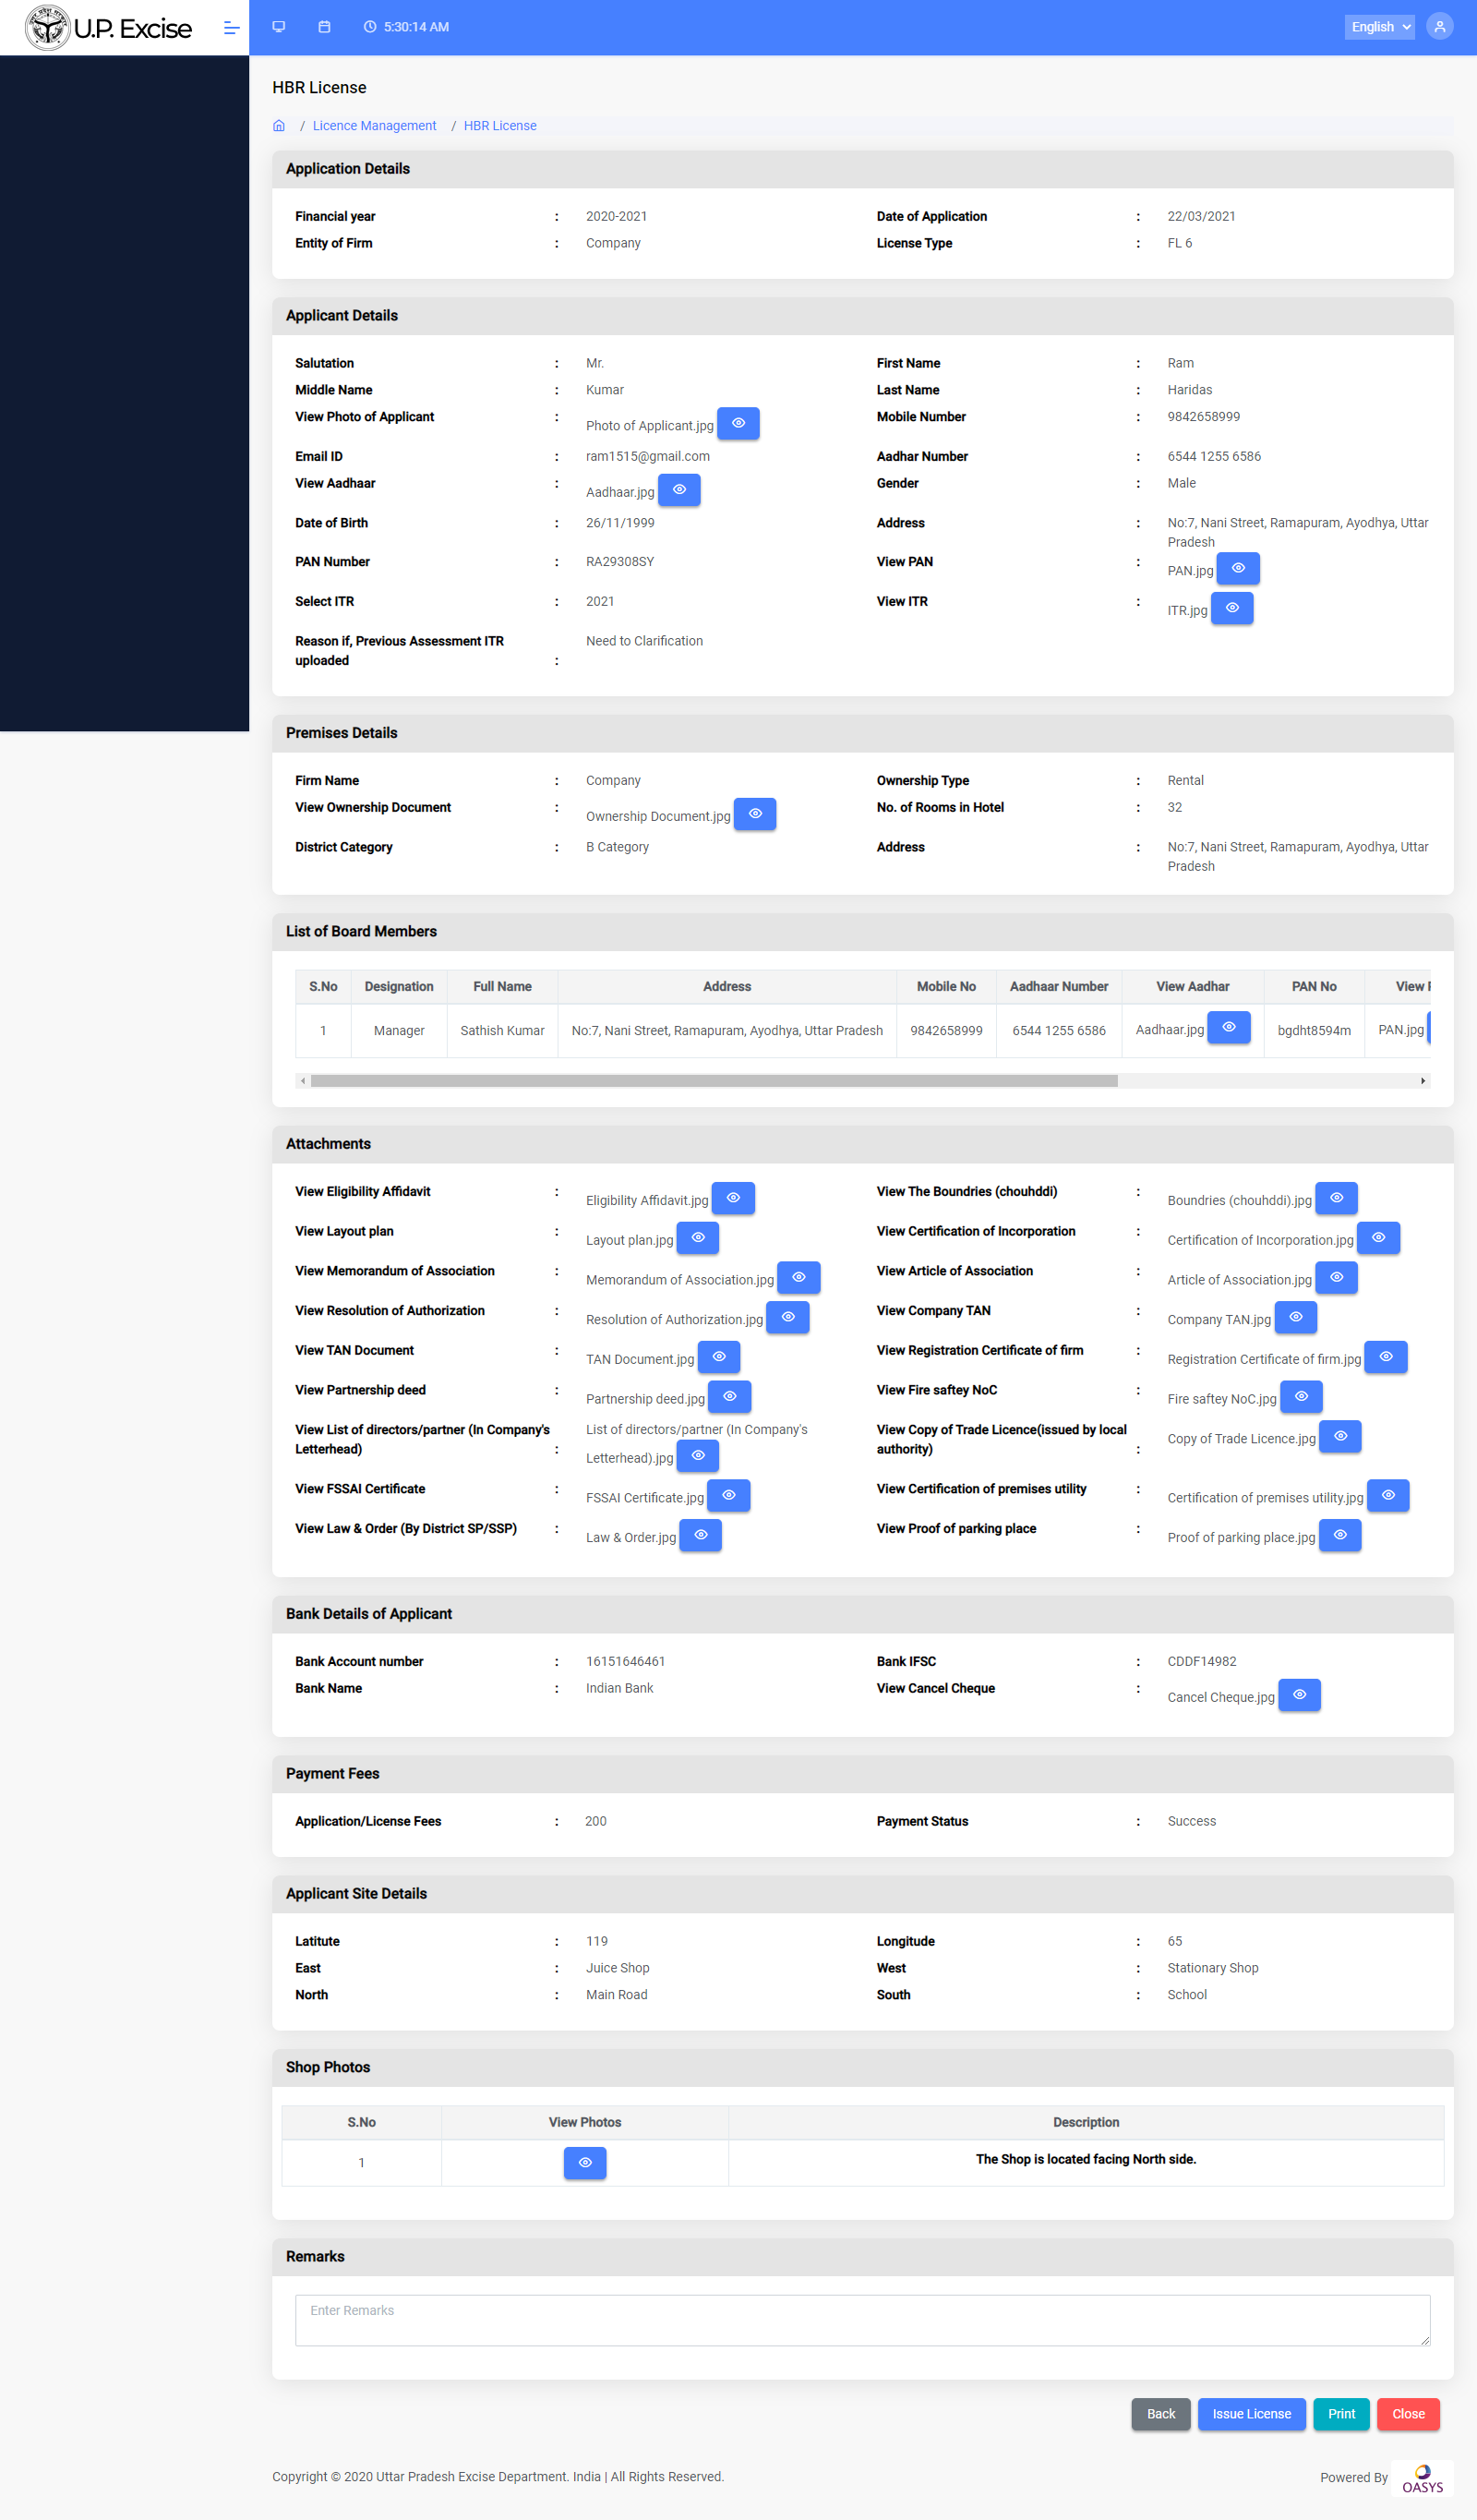 U.P. Excise
5:30:14 AM
English
HBR License
/ Licence Management / HBR License
Application Details
Financial year : 2020-2021 Date of Application : 22/03/2021
Entity of Firm : Company License Type : FL 6
Applicant Details
Salutation : Mr. First Name : Ram
Middle Name : Kumar Last Name : Haridas
View Photo of Applicant : Photo of Applicant.jpg Mobile Number : 9842658999
Email ID : ram1515@gmail.com Aadhar Number : 6544 1255 6586
View Aadhaar : Aadhaar.jpg Gender : Male
Date of Birth : 26/11/1999 Address : No:7, Nani Street, Ramapuram, Ayodhya, Uttar
Pradesh
PAN Number : RA29308SY View PAN : PAN.jpg
Select ITR : 2021 View ITR : ITR.jpg
Reason if, Previous Assessment ITR Need to Clarification
uploaded :
Premises Details
Firm Name : Company Ownership Type : Rental
View Ownership Document : Ownership Document.jpg No. of Rooms in Hotel : 32
District Category : B Category Address : No:7, Nani Street, Ramapuram, Ayodhya, Uttar
Pradesh
List of Board Members
S.No Designation Full Name Address Mobile No Aadhaar Number View Aadhar PAN No View
1 Manager Sathish Kumar No:7, Nani Street, Ramapuram, Ayodhya, Uttar Pradesh 9842658999 6544 1255 6586 Aadhaar.jpg bgdht8594m PAN.jpg
Attachments
View Eligibility Affidavit : Eligibility Affidavit.jpg View The Boundries (chouhddi) : Boundries (chouhddi).jpg
View Layout plan : Layout plan.jpg View Certification of Incorporation : Certification of Incorporation.jpg
View Memorandum of Association : Memorandum of Association.jpg View Article of Association : Article of Association.jpg
View Resolution of Authorization : Resolution of Authorization.jpg View Company TAN : Company TAN.jpg
View TAN Document : TAN Document.jpg View Registration Certificate of firm : Registration Certificate of firm.jpg
View Partnership deed : Partnership deed.jpg View Fire saftey NoC : Fire saftey NoC.jpg
View List of directors/partner (In Company's List of directors/partner (In Company's View Copy of Trade Licence(issued by local Copy of Trade Licence.jpg
Letterhead) : Letterhead).jpg authority) :
View FSSAI Certificate : FSSAI Certificate.jpg View Certification of premises utility : Certification of premises utility.jpg
View Law & Order (By District SP/SSP) : Law & Order.jpg View Proof of parking place : Proof of parking place.jpg
Bank Details of Applicant
Bank Account number : 16151646461 Bank IFSC : CDDF14982
Bank Name : Indian Bank View Cancel Cheque : Cancel Cheque.jpg
Payment Fees
Application/License Fees : 200 Payment Status : Success
Applicant Site Details
Latitute : 119 Longitude : 65
East : Juice Shop West : Stationary Shop
North : Main Road South : School
Shop Photos
S.No View Photos Description
1 The Shop is located facing North side.
Remarks
Enter Remarks
Back Issue License Print Close
Copyright © 2020 Uttar Pradesh Excise Department. India | All Rights Reserved. Powered By OASYS